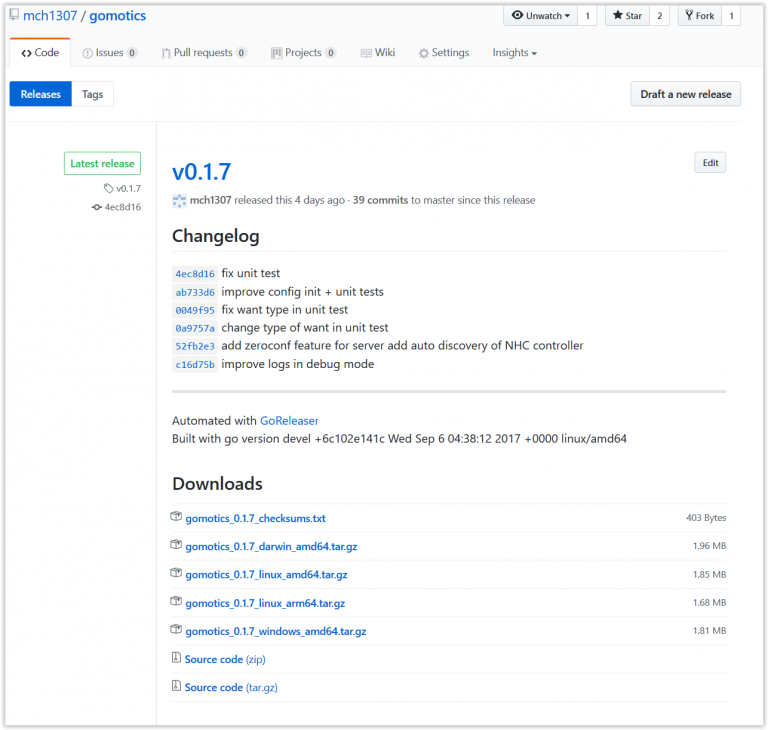 mch1307 / gomotics
Unwatch 1 Star 2 Fork 1
Code Issues 0 Pull requests 0 Projects 0 Wiki Settings Insights
Releases Tags Draft a new release
Latest release
v0.1.7
4ec8d16
v0.1.7 Edit
mch1307 released this 4 days ago · 39 commits to master since this release
Changelog
4ec8d16 fix unit test
ab733d6 improve config init + unit tests
0049f95 fix want type in unit test
0a9757a change type of want in unit test
52fb2e3 add zeroconf feature for server add auto discovery of NHC controller
c16d75b improve logs in debug mode
Automated with GoReleaser
Built with go version devel +6c102e141c Wed Sep 6 04:38:12 2017 +0000 linux/amd64
Downloads
gomotics_0.1.7_checksums.txt 403 Bytes
gomotics_0.1.7_darwin_amd64.tar.gz 1.96 MB
gomotics_0.1.7_linux_amd64.tar.gz 1.85 MB
gomotics_0.1.7_linux_arm64.tar.gz 1.68 MB
gomotics_0.1.7_windows_amd64.tar.gz 1.81 MB
Source code (zip)
Source code (tar.gz)